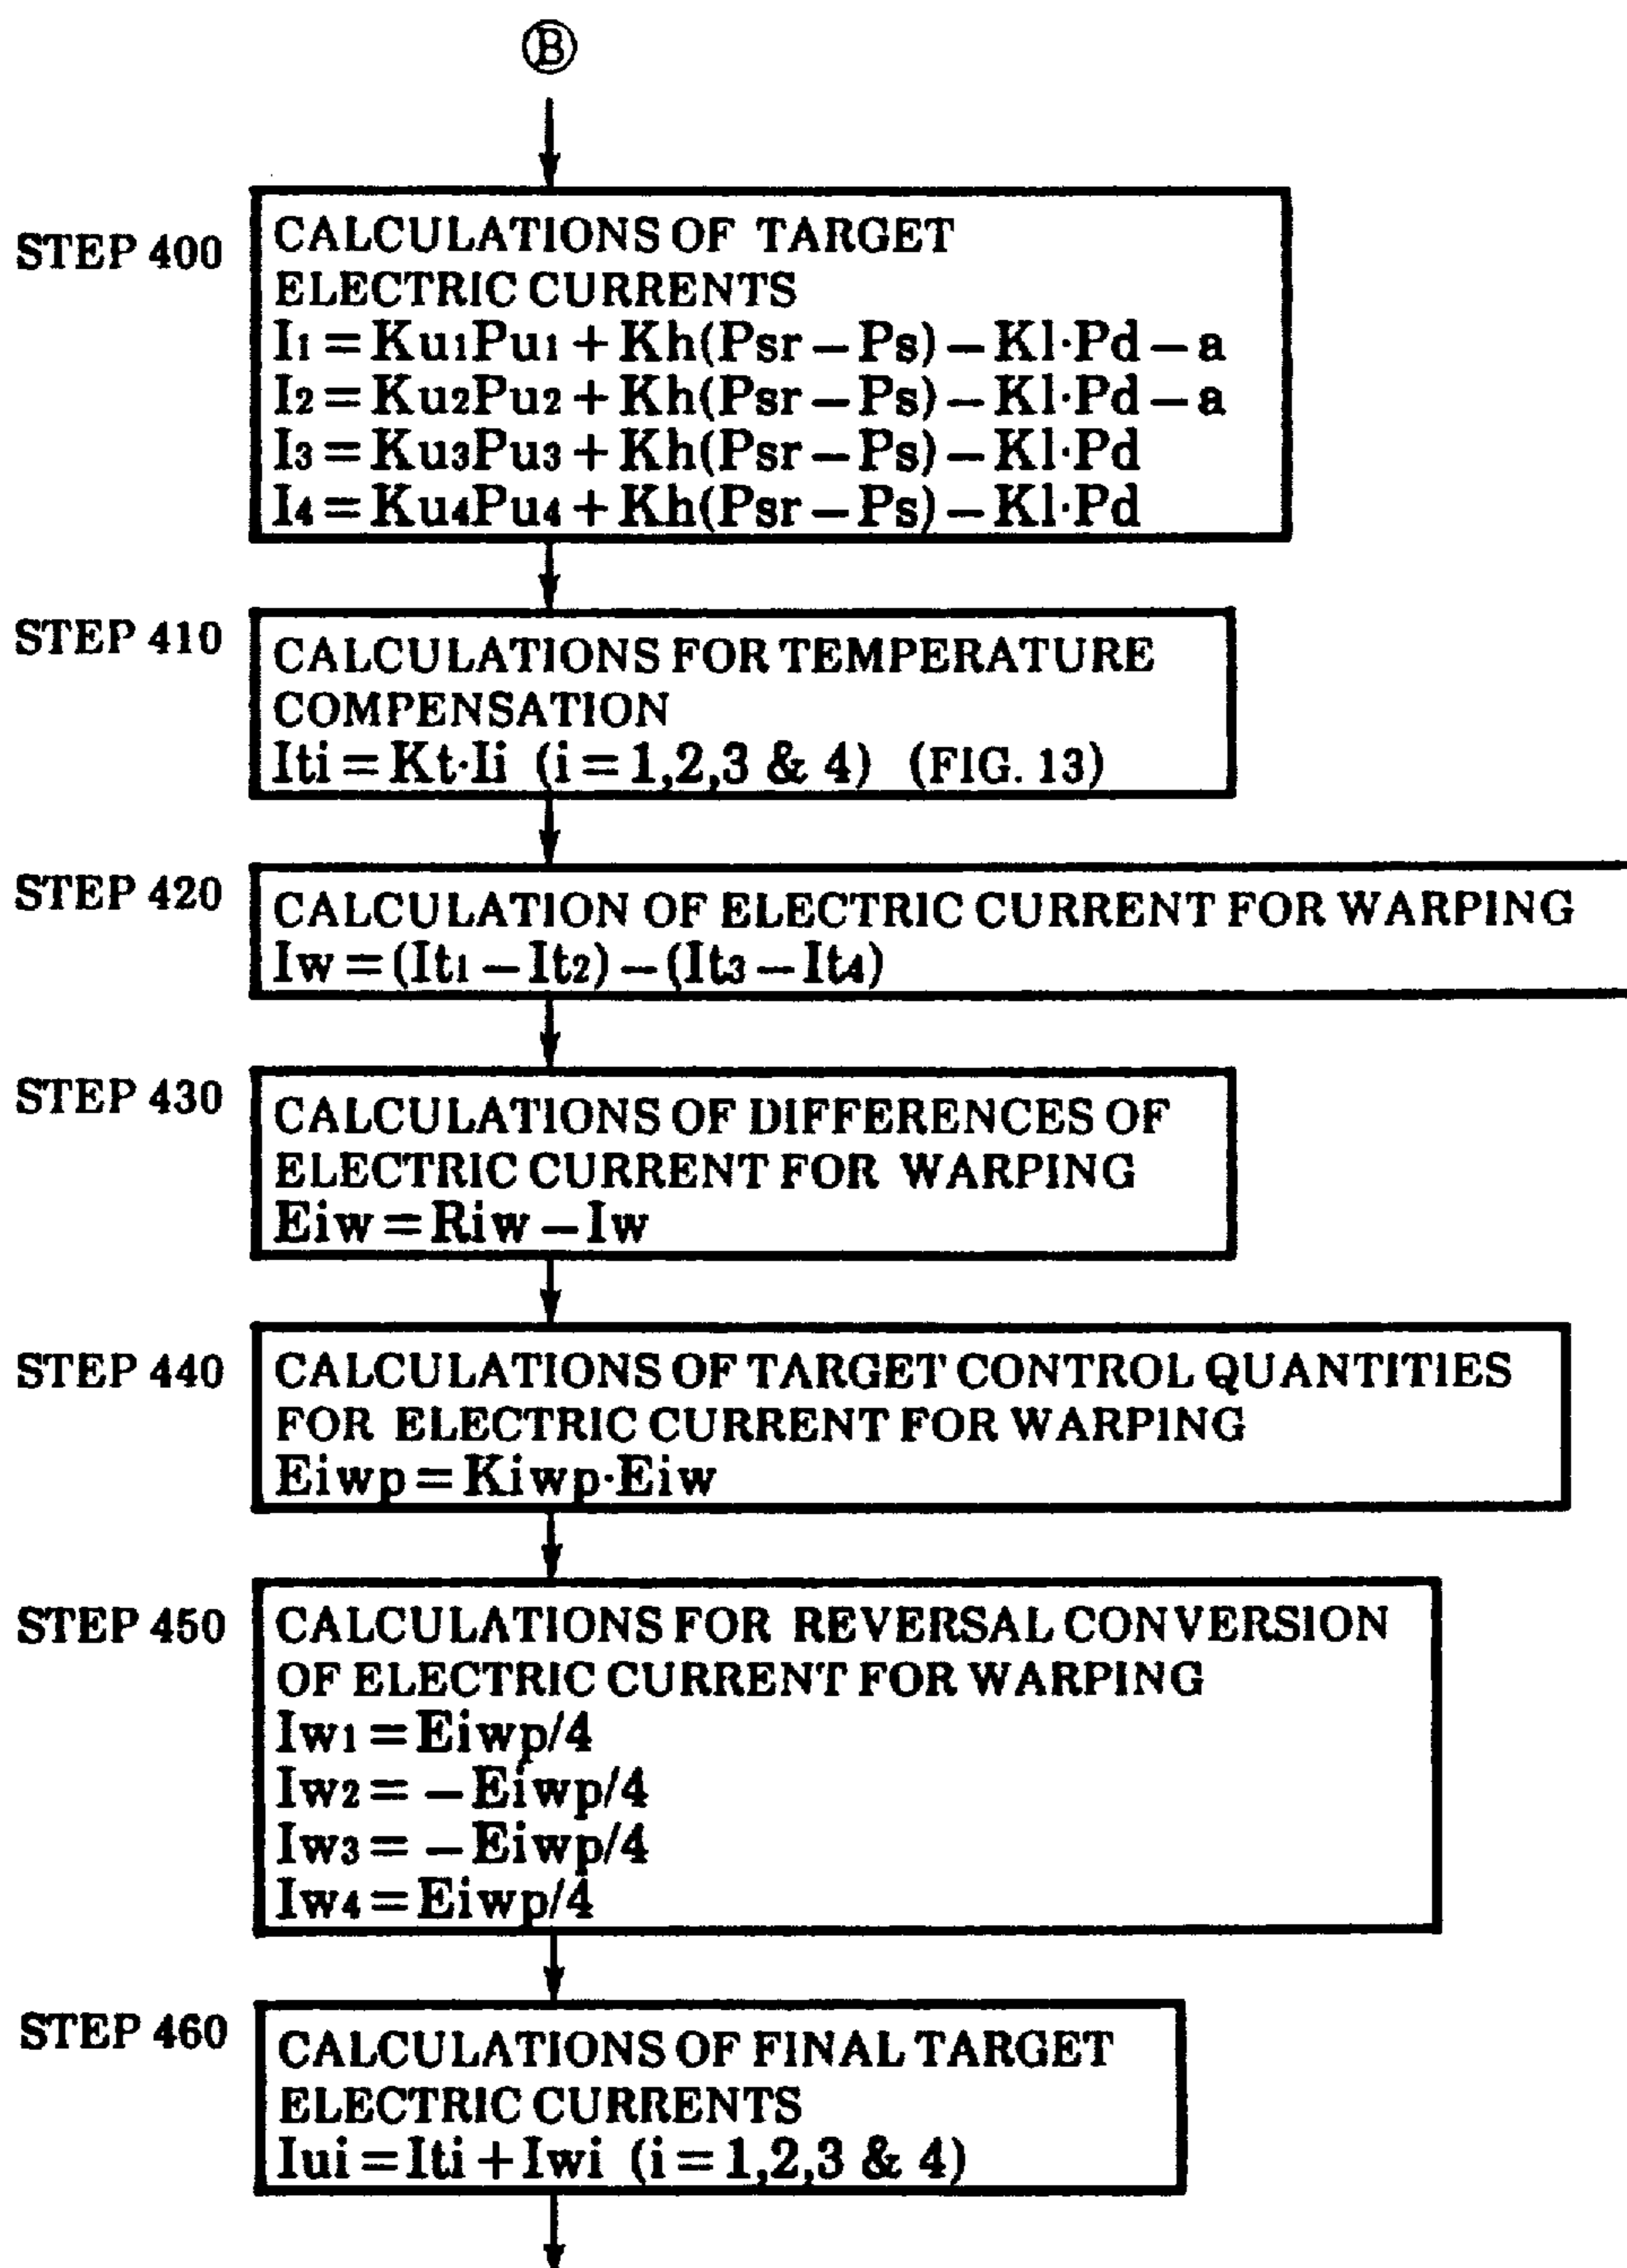 B
STEP 400
CALCULATIONS OF TARGET
ELECTRIC CURRENTS
I1 = Ku1Pu1 + Kh(Psr – Ps) – Kl·Pd – a
I2 = Ku2Pu2 + Kh(Psr – Ps) – Kl·Pd – a
I3 = Ku3Pu3 + Kh(Psr – Ps) – Kl·Pd
I4 = Ku4Pu4 + Kh(Psr – Ps) – Kl·Pd
STEP 410
CALCULATIONS FOR TEMPERATURE
COMPENSATION
Iti = Kt·Ii (i = 1,2,3 & 4) (FIG. 13)
STEP 420
CALCULATION OF ELECTRIC CURRENT FOR WARPING
Iw = (It1 – It2) – (It3 – It4)
STEP 430
CALCULATIONS OF DIFFERENCES OF
ELECTRIC CURRENT FOR WARPING
Eiw = Riw – Iw
STEP 440
CALCULATIONS OF TARGET CONTROL QUANTITIES
FOR ELECTRIC CURRENT FOR WARPING
Eiwp = Kiwp·Eiw
STEP 450
CALCULATIONS FOR REVERSAL CONVERSION
OF ELECTRIC CURRENT FOR WARPING
Iw1 = Eiwp/4
Iw2 = – Eiwp/4
Iw3 = – Eiwp/4
Iw4 = Eiwp/4
STEP 460
CALCULATIONS OF FINAL TARGET
ELECTRIC CURRENTS
Iui = Iti + Iwi (i = 1,2,3 & 4)